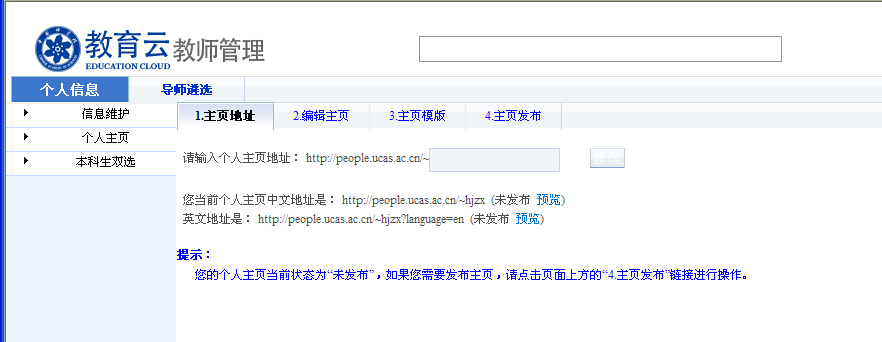 教育云 教师管理
EDUCATION CLOUD
个人信息 导师遴选
信息维护
个人主页
本科生双选
1.主页地址 2.编辑主页 3.主页模版 4.主页发布
请输入个人主页地址： http://people.ucas.ac.cn/~
您当前个人主页中文地址是： http://people.ucas.ac.cn/~hjzx (未发布 预览)
英文地址是： http://people.ucas.ac.cn/~hjzx?language=en (未发布 预览)
提示：
您的个人主页当前状态为“未发布”，如果您需要发布主页，请点击页面上方的“4.主页发布”链接进行操作。